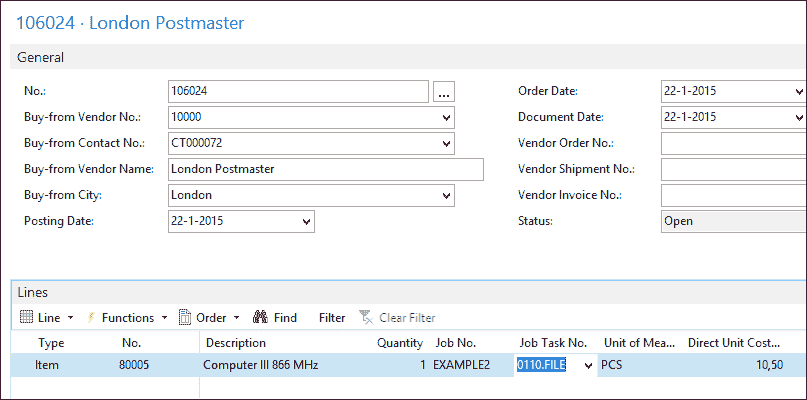 106024 · London Postmaster
General
No.: 106024 ... Order Date: 22-1-2015
Buy-from Vendor No.: 10000 Document Date: 22-1-2015
Buy-from Contact No.: CT000072 Vendor Order No.:
Buy-from Vendor Name: London Postmaster Vendor Shipment No.:
Buy-from City: London Vendor Invoice No.:
Posting Date: 22-1-2015 Status: Open
Lines
Line Functions Order Find Filter Clear Filter
Type No. Description Quantity Job No. Job Task No. Unit of Mea... Direct Unit Cost...
Item 80005 Computer III 866 MHz 1 EXAMPLE2 0110.FILE PCS 10,50